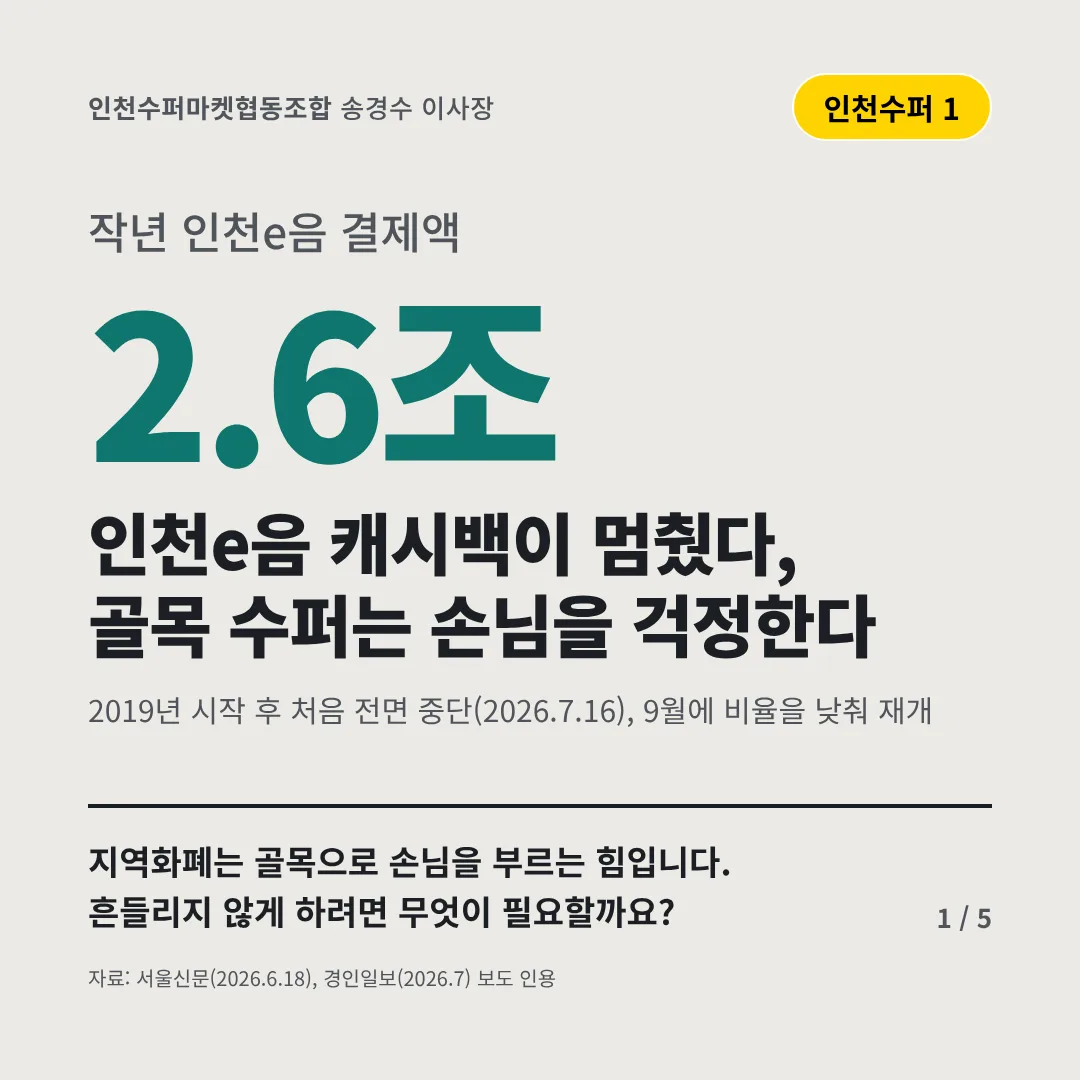 인천수퍼마켓협동조합 송경수 이사장
인천수퍼 1
작년 인천e음 결제액
2.6조
인천e음 캐시백이 멈췄다,
골목 수퍼는 손님을 걱정한다
2019년 시작 후 처음 전면 중단(2026.7.16), 9월에 비율을 낮춰 재개
지역화폐는 골목으로 손님을 부르는 힘입니다.
흔들리지 않게 하려면 무엇이 필요할까요?
1 / 5
자료: 서울신문(2026.6.18), 경인일보(2026.7) 보도 인용